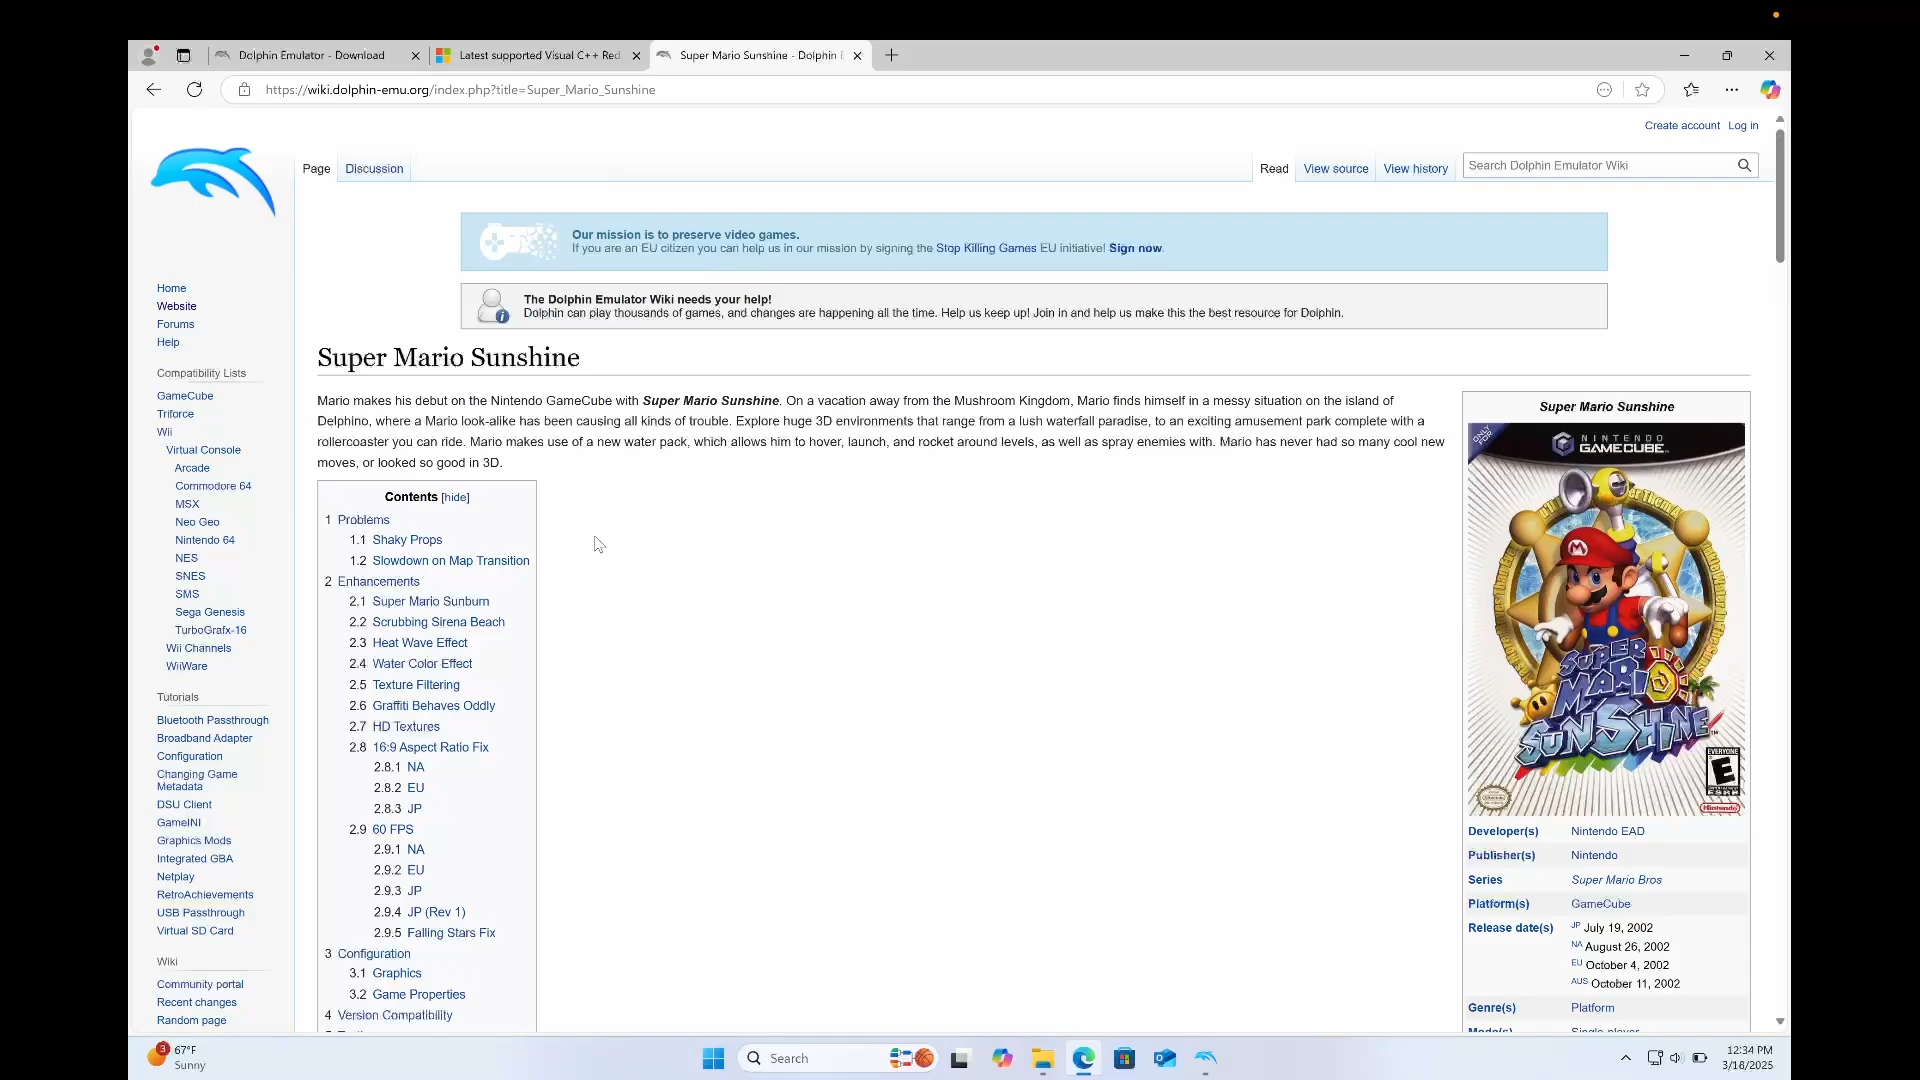 Dolphin Emulator - Download
Latest supported Visual C++ Red
Super Mario Sunshine - Dolphin E
https://wiki.dolphin-emu.org/index.php?title=Super_Mario_Sunshine
Create account Log in
Page Discussion
Read View source View history
Search Dolphin Emulator Wiki
Our mission is to preserve video games.
If you are an EU citizen you can help us in our mission by signing the Stop Killing Games EU initiative! Sign now.
The Dolphin Emulator Wiki needs your help!
Dolphin can play thousands of games, and changes are happening all the time. Help us keep up! Join in and help us make this the best resource for Dolphin.
Home
Website
Forums
Help
Compatibility Lists
GameCube
Triforce
Wii
Virtual Console
Arcade
Commodore 64
MSX
Neo Geo
Nintendo 64
NES
SNES
SMS
Sega Genesis
TurboGrafx-16
Wii Channels
WiiWare
Tutorials
Bluetooth Passthrough
Broadband Adapter
Configuration
Changing Game
Metadata
DSU Client
GameINI
Graphics Mods
Integrated GBA
Netplay
RetroAchievements
USB Passthrough
Virtual SD Card
Wiki
Community portal
Recent changes
Random page
Super Mario Sunshine
Mario makes his debut on the Nintendo GameCube with Super Mario Sunshine. On a vacation away from the Mushroom Kingdom, Mario finds himself in a messy situation on the island of
Delphino, where a Mario look-alike has been causing all kinds of trouble. Explore huge 3D environments that range from a lush waterfall paradise, to an exciting amusement park complete with a
rollercoaster you can ride. Mario makes use of a new water pack, which allows him to hover, launch, and rocket around levels, as well as spray enemies with. Mario has never had so many cool new
moves, or looked so good in 3D.
Contents [hide]
1 Problems
1.1 Shaky Props
1.2 Slowdown on Map Transition
2 Enhancements
2.1 Super Mario Sunburn
2.2 Scrubbing Sirena Beach
2.3 Heat Wave Effect
2.4 Water Color Effect
2.5 Texture Filtering
2.6 Graffiti Behaves Oddly
2.7 HD Textures
2.8 16:9 Aspect Ratio Fix
2.8.1 NA
2.8.2 EU
2.8.3 JP
2.9 60 FPS
2.9.1 NA
2.9.2 EU
2.9.3 JP
2.9.4 JP (Rev 1)
2.9.5 Falling Stars Fix
3 Configuration
3.1 Graphics
3.2 Game Properties
4 Version Compatibility
Super Mario Sunshine
ONLY FOR
NINTENDO
GAMECUBE
SUPER
MARIO
SUNSHINE
EVERYONE
E
ESRB
Nintendo
Developer(s) Nintendo EAD
Publisher(s) Nintendo
Series Super Mario Bros
Platform(s) GameCube
Release date(s) JP July 19, 2002
NA August 26, 2002
EU October 4, 2002
AUS October 11, 2002
Genre(s) Platform
Mode(s) Single-player
3
67°F
Sunny
Search
12:34 PM
3/18/2025